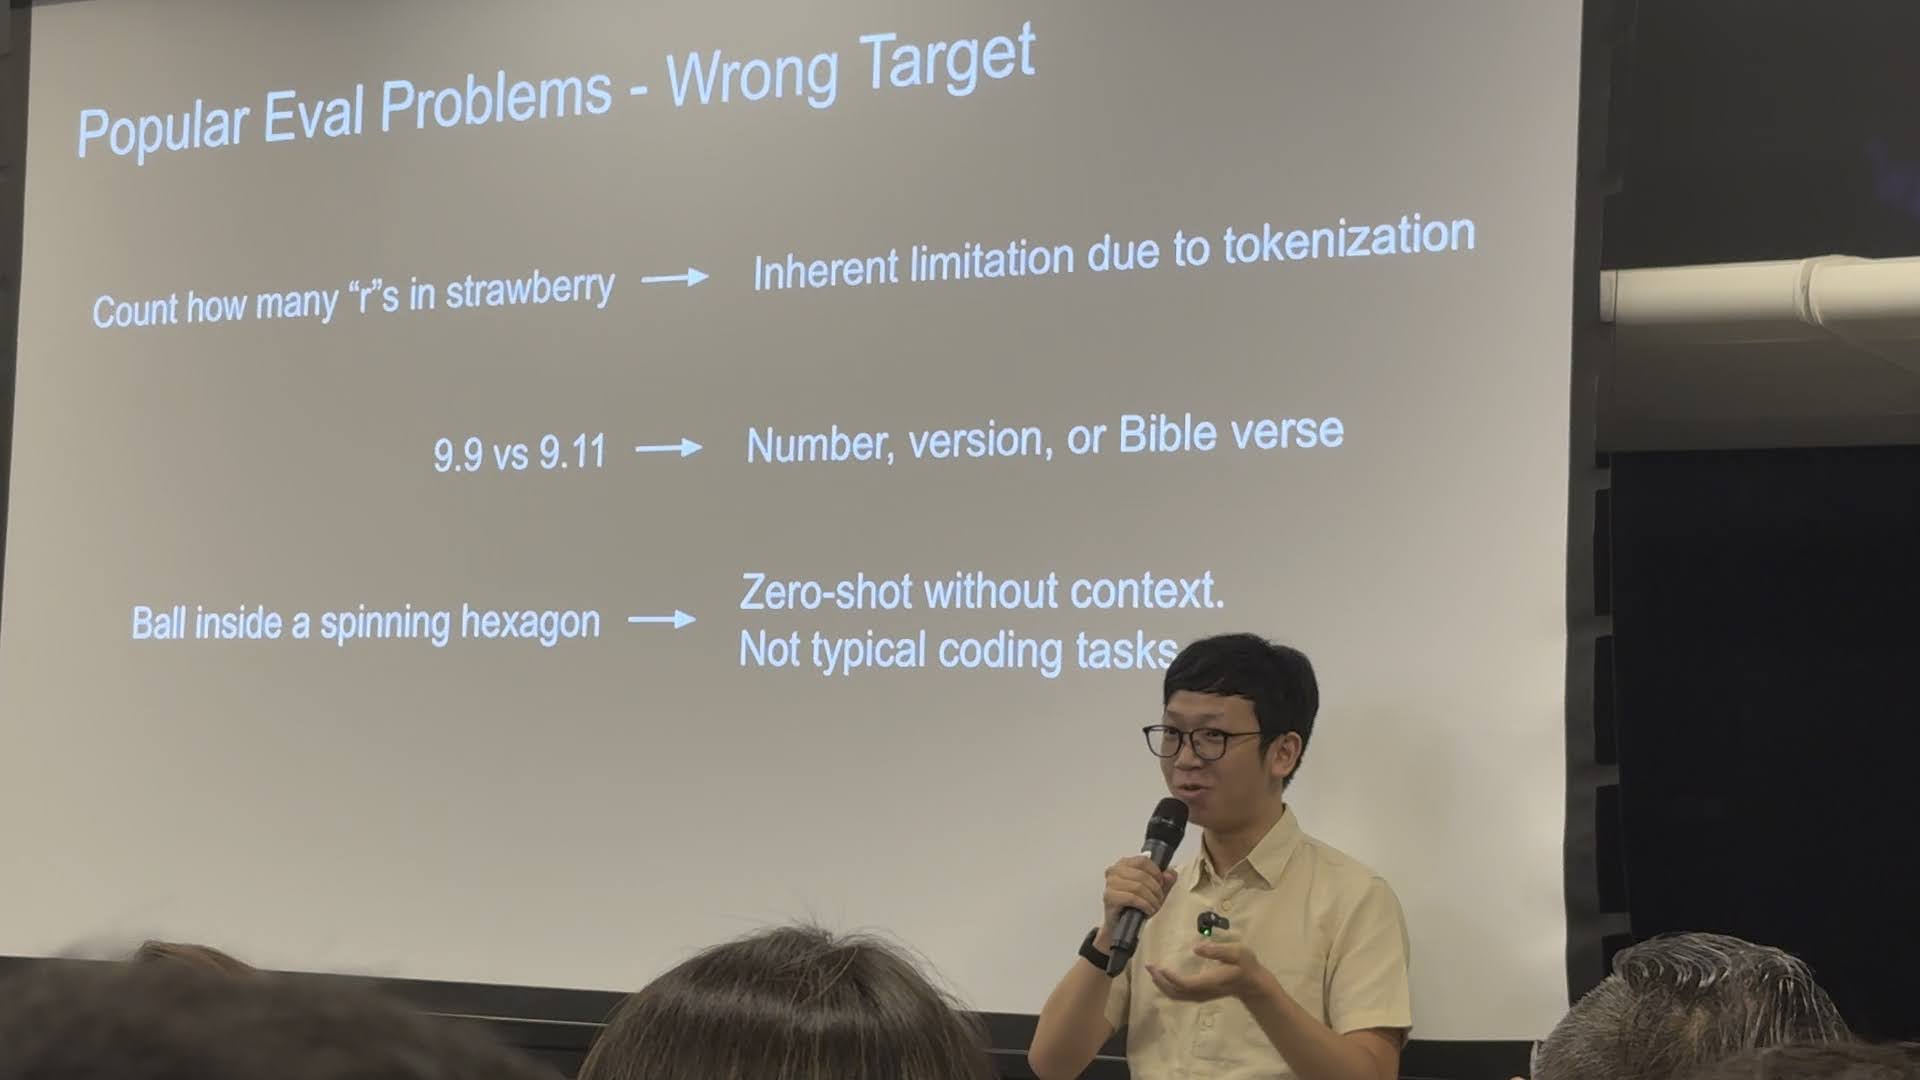 Popular Eval Problems - Wrong Target
Count how many “r”s in strawberry → Inherent limitation due to tokenization
9.9 vs 9.11 → Number, version, or Bible verse
Ball inside a spinning hexagon → Zero-shot without context.
Not typical coding tasks